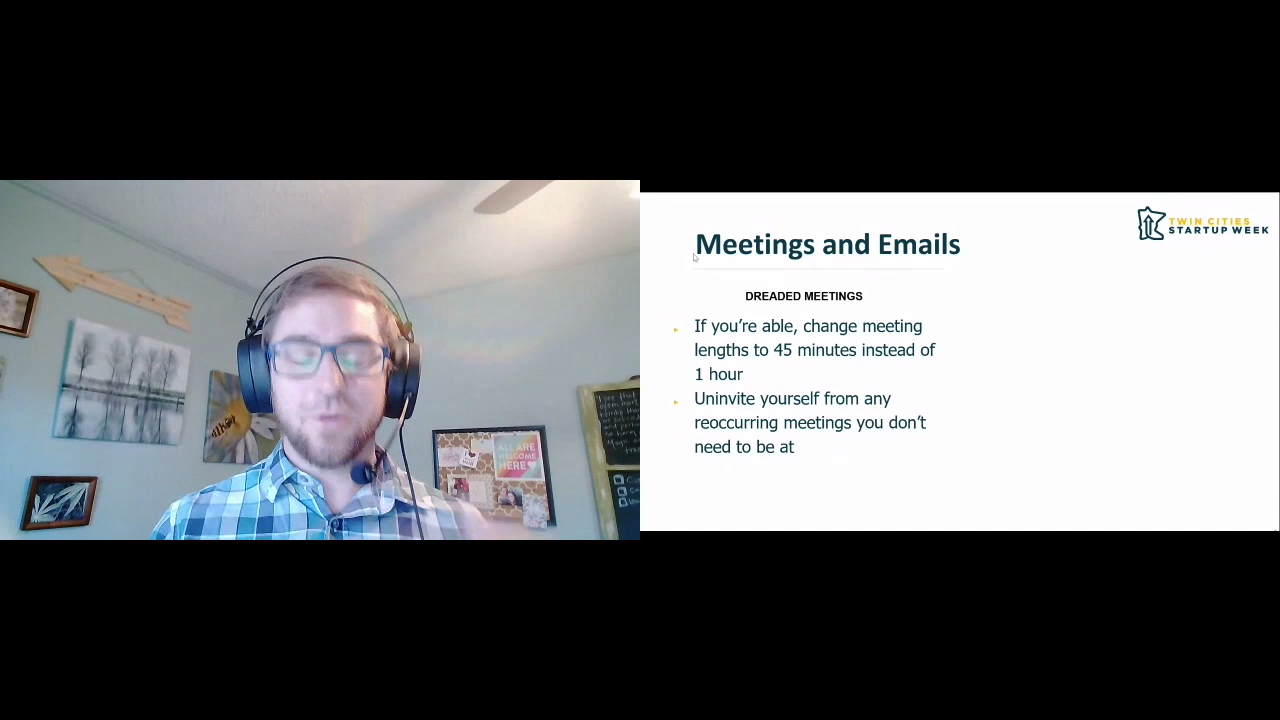 ALL ARE
WELCOME
HERE
TWIN CITIES
STARTUP WEEK
Meetings and Emails
DREADED MEETINGS
If you’re able, change meeting
lengths to 45 minutes instead of
1 hour
Uninvite yourself from any
reoccurring meetings you don’t
need to be at